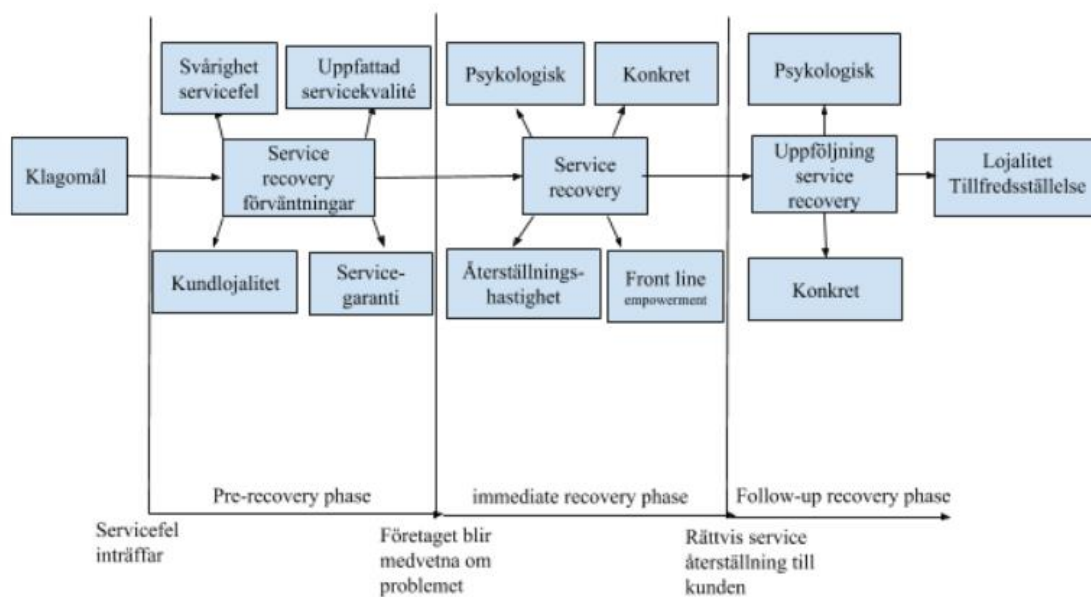 Klagomål
Svårighet
servicefel
Uppfattad
servicekvalité
Service
recovery
förväntningar
Kundlojalitet
Service-
garanti
Psykologisk
Konkret
Service
recovery
Återställnings-
hastighet
Front line
empowerment
Psykologisk
Uppföljning
service
recovery
Konkret
Lojalitet
Tillfredsställelse
Pre-recovery phase
immediate recovery phase
Follow-up recovery phase
Servicefel
inträffar
Företaget blir
medvetna om
problemet
Rättvis service
återställning till
kunden